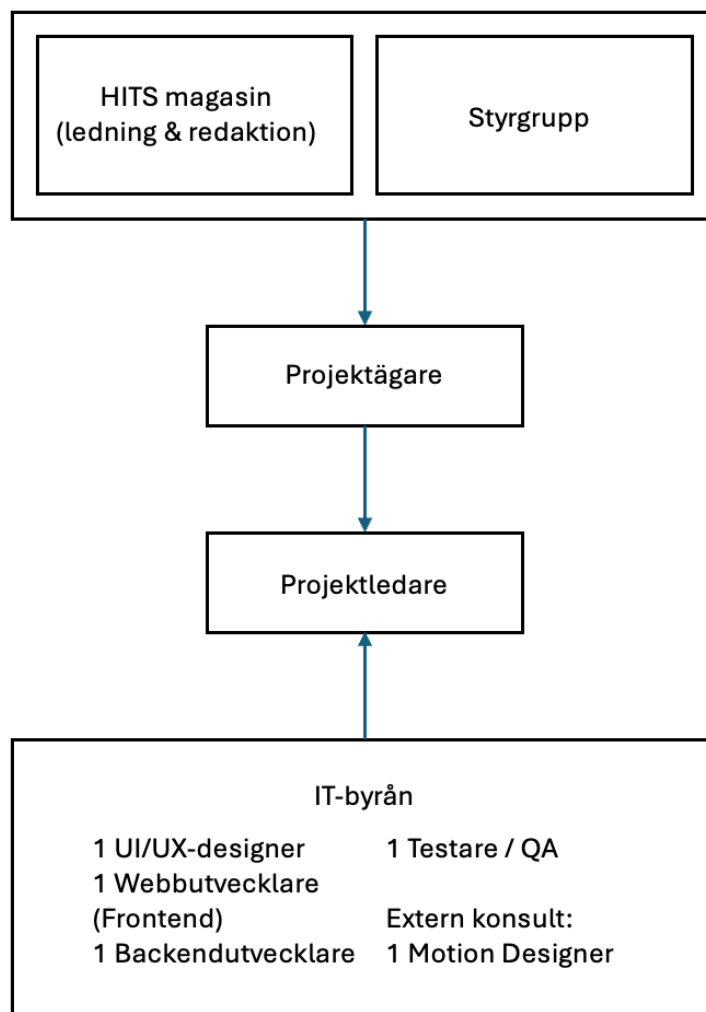 HITS magasin
(ledning & redaktion)
Styrgrupp
Projektägare
Projektledare
IT-byrån
1 UI/UX-designer
1 Webbutvecklare
(Frontend)
1 Backendutvecklare
1 Testare / QA
Extern konsult:
1 Motion Designer